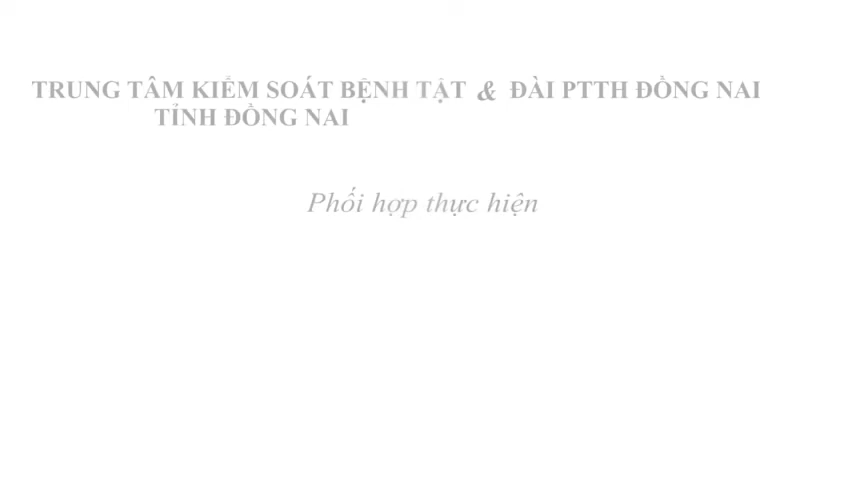 TRUNG TÂM KIỂM SOÁT BỆNH TẬT & ĐÀI PTTH ĐỒNG NAI
TỈNH ĐỒNG NAI
Phối hợp thực hiện